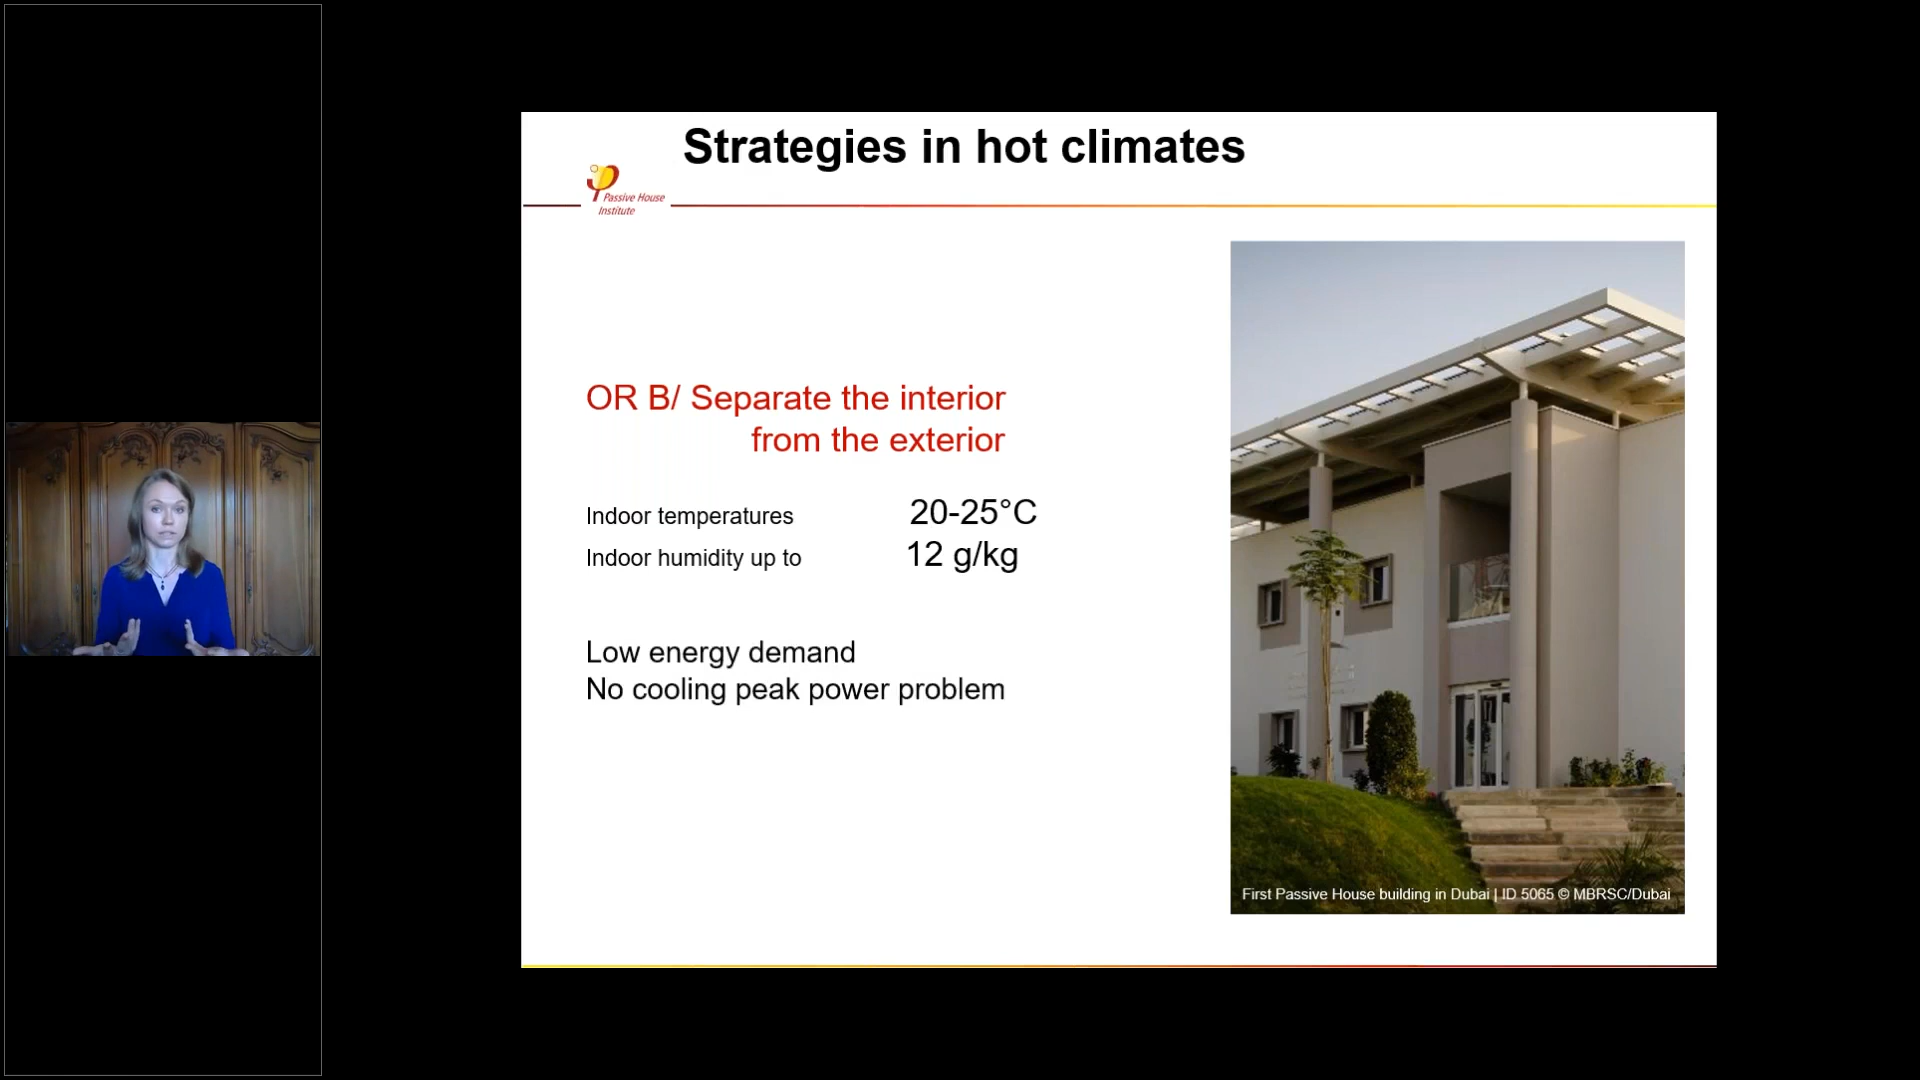 Strategies in hot climates
Passive House
Institute
OR B/ Separate the interior
from the exterior
Indoor temperatures 20-25°C
Indoor humidity up to 12 g/kg
Low energy demand
No cooling peak power problem
First Passive House building in Dubai | ID 5065 © MBRSC/Dubai